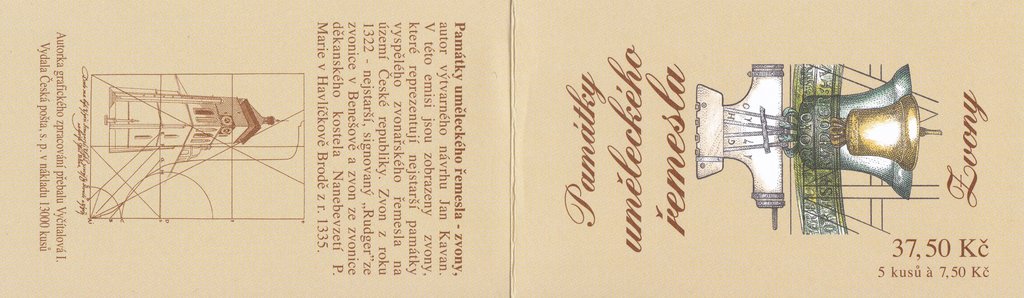 Památky uměleckého řemesla - zvony,
autor výtvarného návrhu Jan Kavan.
V této emisi jsou zobrazeny zvony,
které reprezentují nejstarší památky
vyspělého zvonařského řemesla na
území České republiky. Zvon z roku
1322 - nejstarší, signovaný „Rudger“ze
zvonice v Benešově a zvon ze zvonice
děkanského kostela Nanebevzetí P.
Marie v Havlíčkově Brodě z r. 1335.
Autorka grafického zpracování přebalu Vyčítalová I.
Vydala Česká pošta, s. p. v nákladu 13000 kusů
Památky
uměleckého
řemesla
Zvony
37,50 Kč
5 kusů à 7,50 Kč